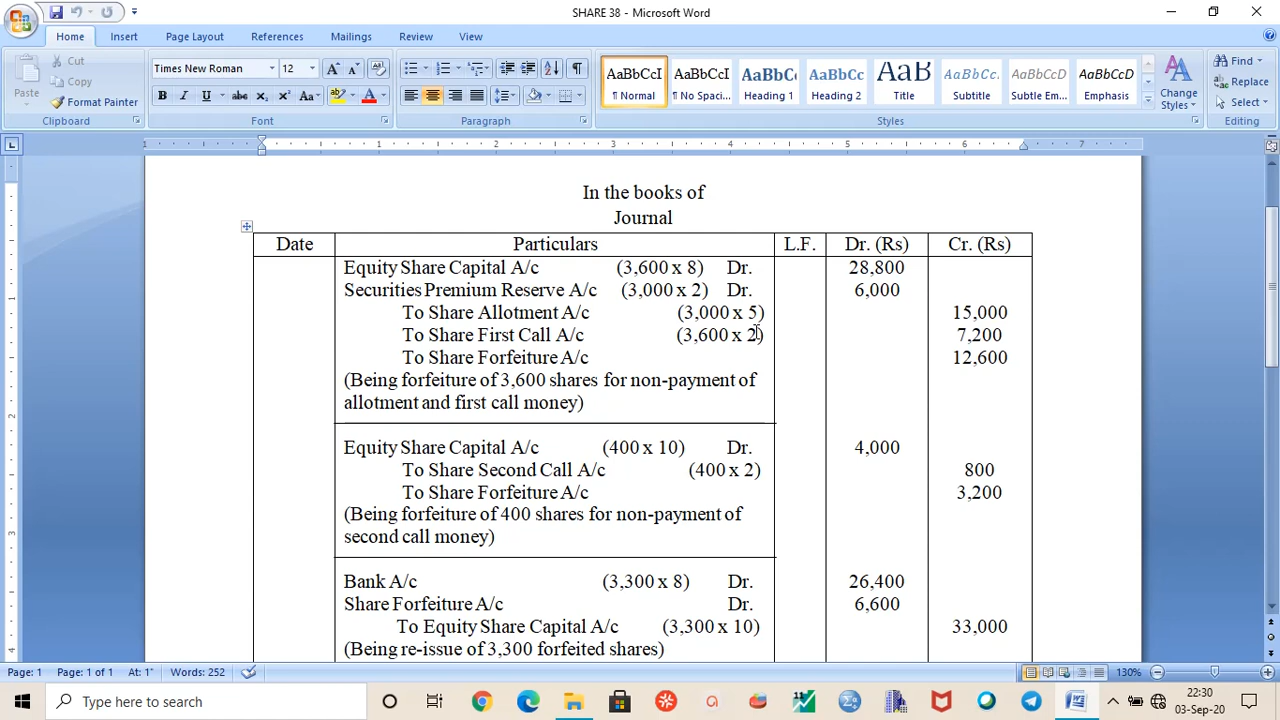 SHARE 38 - Microsoft Word
Home Insert Page Layout References Mailings Review View
Paste Cut Copy Format Painter
Times New Roman 12
AaBbCcI AaBbCcI AaBbC( AaBbCc AaB AaBbCcI AaBbCcD AaBbCcD
¶ Normal ¶ No Spaci... Heading 1 Heading 2 Title Subtitle Subtle Em... Emphasis
Change Styles
Find Replace Select
Clipboard Font Paragraph Styles Editing
1 1 2 3 4 5 6 7
In the books of
Journal
Date Particulars L.F. Dr. (Rs) Cr. (Rs)
Equity Share Capital A/c (3,600 x 8) Dr. 28,800
Securities Premium Reserve A/c (3,000 x 2) Dr. 6,000
To Share Allotment A/c (3,000 x 5) 15,000
To Share First Call A/c (3,600 x 2) 7,200
To Share Forfeiture A/c 12,600
(Being forfeiture of 3,600 shares for non-payment of
allotment and first call money)
Equity Share Capital A/c (400 x 10) Dr. 4,000
To Share Second Call A/c (400 x 2) 800
To Share Forfeiture A/c 3,200
(Being forfeiture of 400 shares for non-payment of
second call money)
Bank A/c (3,300 x 8) Dr. 26,400
Share Forfeiture A/c Dr. 6,600
To Equity Share Capital A/c (3,300 x 10) 33,000
(Being re-issue of 3,300 forfeited shares)
Page: 1 Page: 1 of 1 At: 1" Words: 252 130%
Type here to search
22:30
03-Sep-20